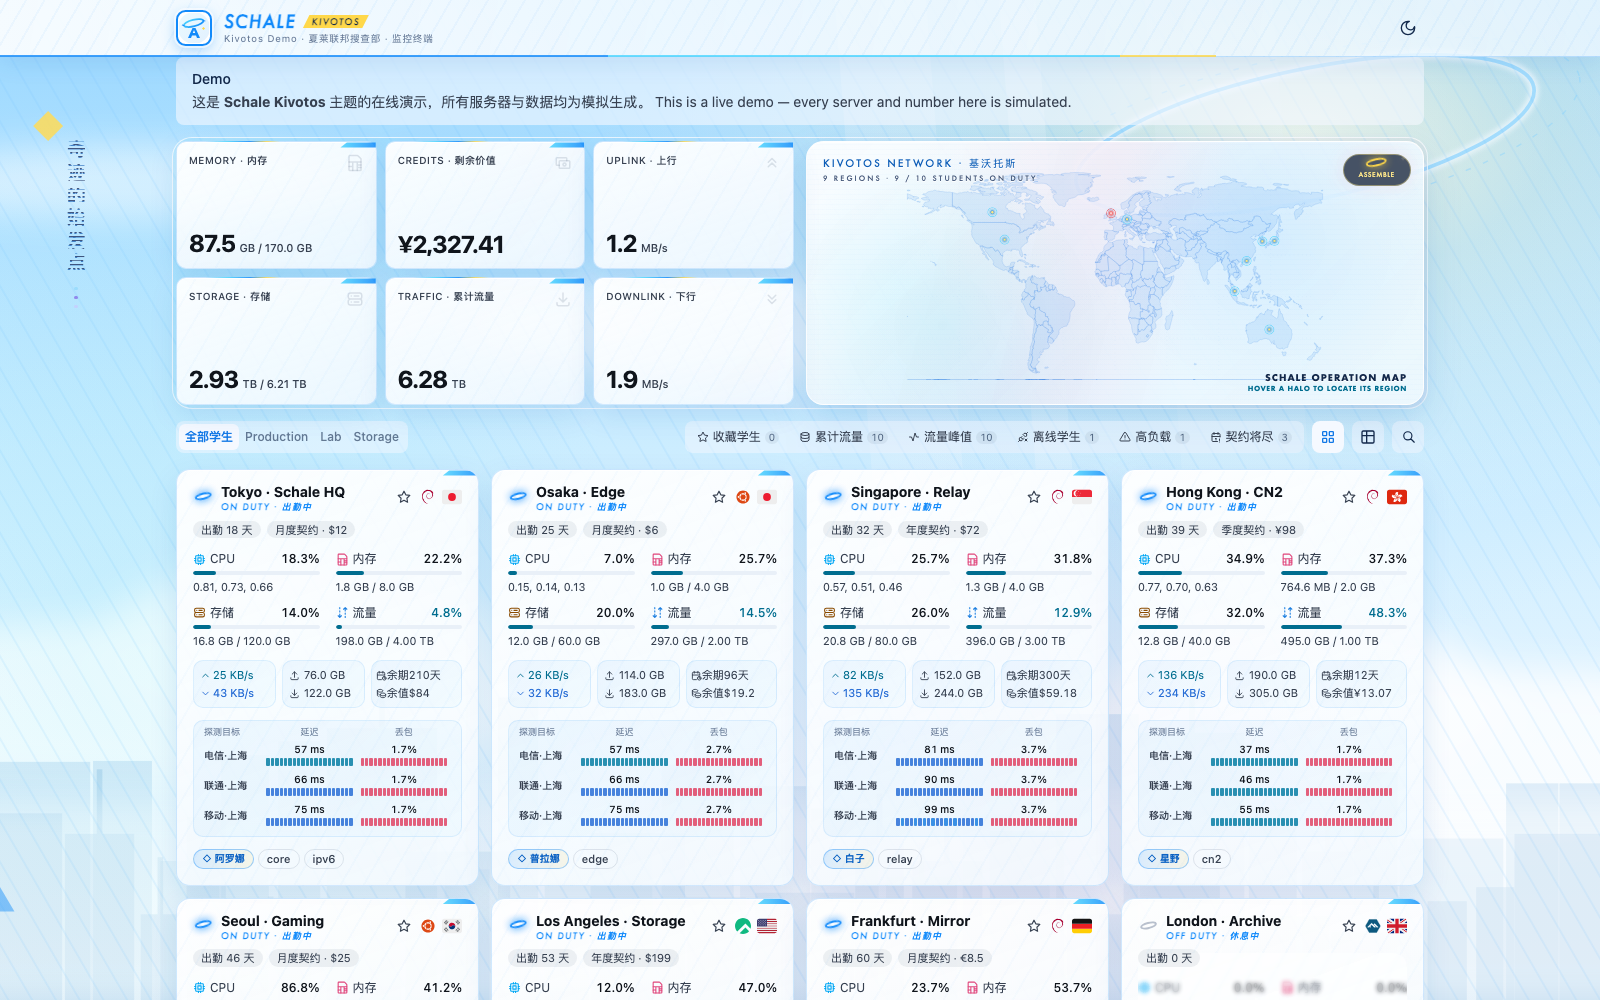 SCHALE KIVOTOS
Kivotos Demo · 夏莱联邦搜查部 · 监控终端
Demo
这是 Schale Kivotos 主题的在线演示，所有服务器与数据均为模拟生成。 This is a live demo — every server and number here is simulated.
MEMORY · 内存
87.5 GB / 170.0 GB
CREDITS · 剩余价值
¥2,327.41
UPLINK · 上行
1.2 MB/s
STORAGE · 存储
2.93 TB / 6.21 TB
TRAFFIC · 累计流量
6.28 TB
DOWNLINK · 下行
1.9 MB/s
KIVOTOS NETWORK · 基沃托斯
9 REGIONS · 9 / 10 STUDENTS ON DUTY
ASSEMBLE
SCHALE OPERATION MAP
HOVER A HALO TO LOCATE ITS REGION
全部学生 Production Lab Storage
收藏学生 0 累计流量 10 流量峰值 10 离线学生 1 高负载 1 契约将尽 3
Tokyo · Schale HQ
ON DUTY · 出勤中
出勤 18 天 月度契约 · $12
CPU 18.3% 内存 22.2%
0.81, 0.73, 0.66 1.8 GB / 8.0 GB
存储 14.0% 流量 4.8%
16.8 GB / 120.0 GB 198.0 GB / 4.00 TB
25 KB/s 76.0 GB 余期210天
43 KB/s 122.0 GB 余值$84
探测目标 延迟 丢包
电信·上海 57 ms 1.7%
联通·上海 66 ms 1.7%
移动·上海 75 ms 1.7%
阿罗娜 core ipv6
Osaka · Edge
ON DUTY · 出勤中
出勤 25 天 月度契约 · $6
CPU 7.0% 内存 25.7%
0.15, 0.14, 0.13 1.0 GB / 4.0 GB
存储 20.0% 流量 14.5%
12.0 GB / 60.0 GB 297.0 GB / 2.00 TB
26 KB/s 114.0 GB 余期96天
32 KB/s 183.0 GB 余值$19.2
探测目标 延迟 丢包
电信·上海 57 ms 2.7%
联通·上海 66 ms 2.7%
移动·上海 75 ms 2.7%
普拉娜 edge
Singapore · Relay
ON DUTY · 出勤中
出勤 32 天 年度契约 · $72
CPU 25.7% 内存 31.8%
0.57, 0.51, 0.46 1.3 GB / 4.0 GB
存储 26.0% 流量 12.9%
20.8 GB / 80.0 GB 396.0 GB / 3.00 TB
82 KB/s 152.0 GB 余期300天
135 KB/s 244.0 GB 余值$59.18
探测目标 延迟 丢包
电信·上海 81 ms 3.7%
联通·上海 90 ms 3.7%
移动·上海 99 ms 3.7%
白子 relay
Hong Kong · CN2
ON DUTY · 出勤中
出勤 39 天 季度契约 · ¥98
CPU 34.9% 内存 37.3%
0.77, 0.70, 0.63 764.6 MB / 2.0 GB
存储 32.0% 流量 48.3%
12.8 GB / 40.0 GB 495.0 GB / 1.00 TB
136 KB/s 190.0 GB 余期12天
234 KB/s 305.0 GB 余值¥13.07
探测目标 延迟 丢包
电信·上海 37 ms 1.7%
联通·上海 46 ms 1.7%
移动·上海 55 ms 1.7%
星野 cn2
Seoul · Gaming
ON DUTY · 出勤中
出勤 46 天 月度契约 · $25
CPU 86.8% 内存 41.2%
Los Angeles · Storage
ON DUTY · 出勤中
出勤 53 天 年度契约 · $199
CPU 12.0% 内存 47.0%
Frankfurt · Mirror
ON DUTY · 出勤中
出勤 60 天 月度契约 · €8.5
CPU 23.7% 内存 53.7%
London · Archive
OFF DUTY · 休息中
出勤 0 天
CPU 0.0% 内存 0.0%